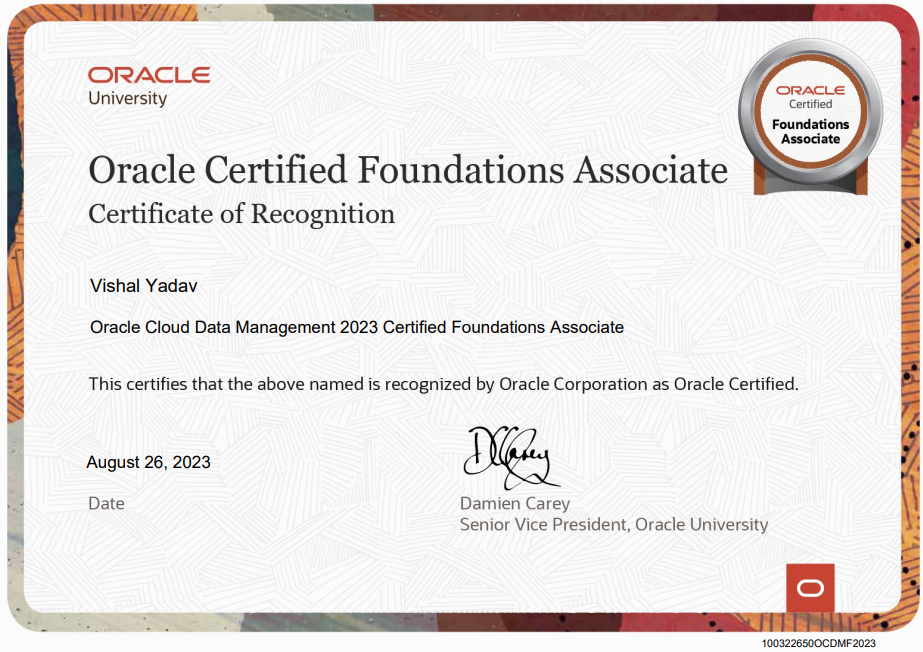 ORACLE
University
ORACLE
Certified
Foundations
Associate
Oracle Certified Foundations Associate
Certificate of Recognition
Vishal Yadav
Oracle Cloud Data Management 2023 Certified Foundations Associate
This certifies that the above named is recognized by Oracle Corporation as Oracle Certified.
DCarey
August 26, 2023
Date
Damien Carey
Senior Vice President, Oracle University
100322650OCDMF2023